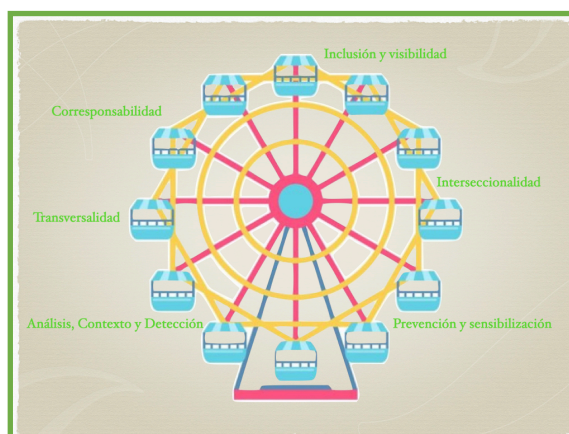 Inclusión y visibilidad
Corresponsabilidad
Interseccionalidad
Transversalidad
Análisis, Contexto y Detección
Prevención y sensibilización